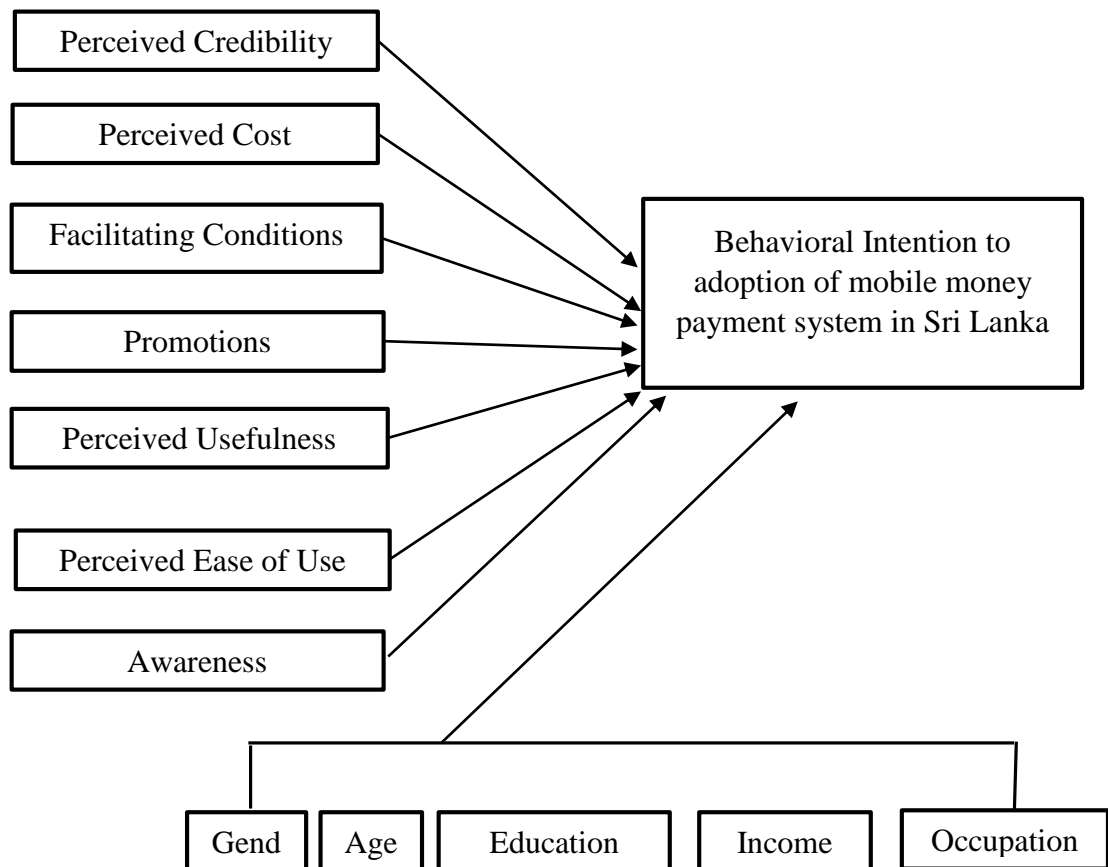 Perceived Credibility
Perceived Cost
Facilitating Conditions
Promotions
Perceived Usefulness
Perceived Ease of Use
Awareness
Behavioral Intention to
adoption of mobile money
payment system in Sri Lanka
Gend
Age
Education
Income
Occupation